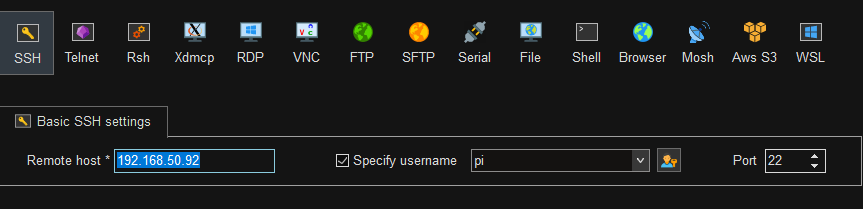 SSH Telnet Rsh Xdmcp RDP VNC FTP SFTP Serial File Shell Browser Mosh Aws S3 WSL
Basic SSH settings
Remote host * 192.168.50.92 Specify username pi Port 22